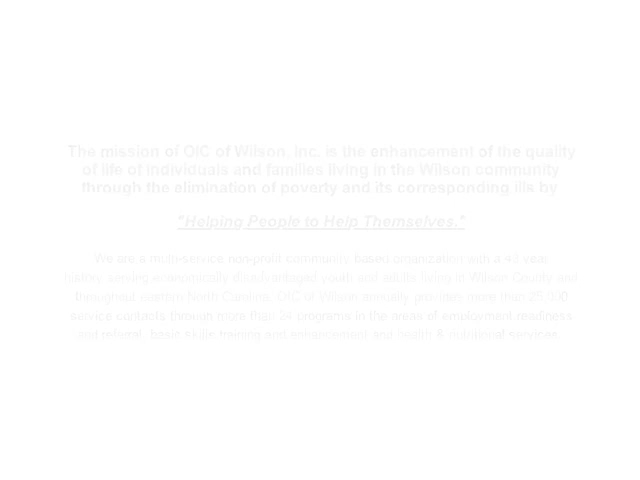 The mission of OIC of Wilson, Inc. is the enhancement of the quality
of life of individuals and families living in the Wilson community
through the elimination of poverty and its corresponding ills by
"Helping People to Help Themselves."
We are a multi-service non-profit community based organization with a year
history serving economically disadvantaged youth and adults living in Wilson County and
throughout eastern North Carolina. OIC of Wilson annually provides more than
service contacts through more than 24 programs in the areas of employment readiness
and referral, basic skills training and enhancement and health & nutritional services.